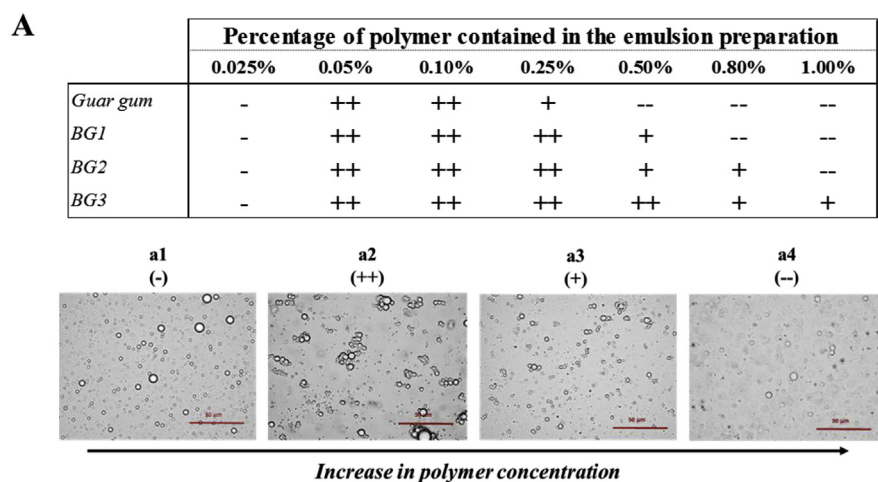 A
Percentage of polymer contained in the emulsion preparation
0.025% 0.05% 0.10% 0.25% 0.50% 0.80% 1.00%
Guar gum - ++ ++ + -- -- --
BG1 - ++ ++ ++ + -- --
BG2 - ++ ++ ++ + + --
BG3 - ++ ++ ++ ++ + +
a1 a2 a3 a4
(-) (++) (+) (--)
50 µm 50 µm 50 µm 50 µm
Increase in polymer concentration